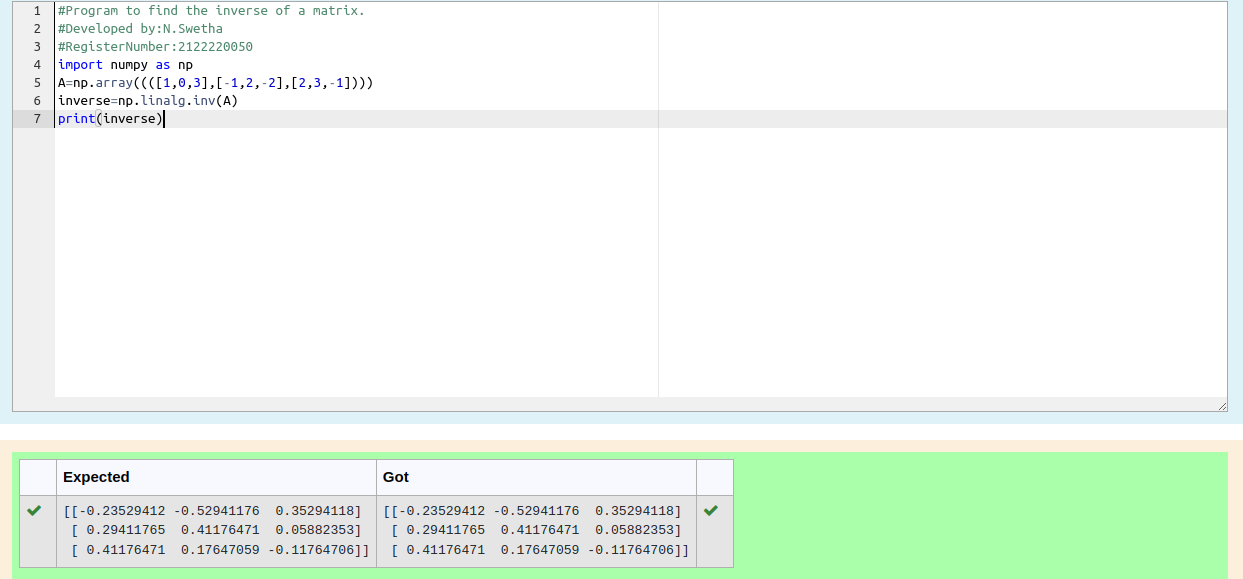 1 #Program to find the inverse of a matrix.
2 #Developed by:N.Swetha
3 #RegisterNumber:2122220050
4 import numpy as np
5 A=np.array((([1,0,3],[-1,2,-2],[2,3,-1])))
6 inverse=np.linalg.inv(A)
7 print(inverse)
Expected Got
[[-0.23529412 -0.52941176  0.35294118] [[-0.23529412 -0.52941176  0.35294118]
[ 0.29411765  0.41176471  0.05882353] [ 0.29411765  0.41176471  0.05882353]
[ 0.41176471  0.17647059 -0.11764706]] [ 0.41176471  0.17647059 -0.11764706]]